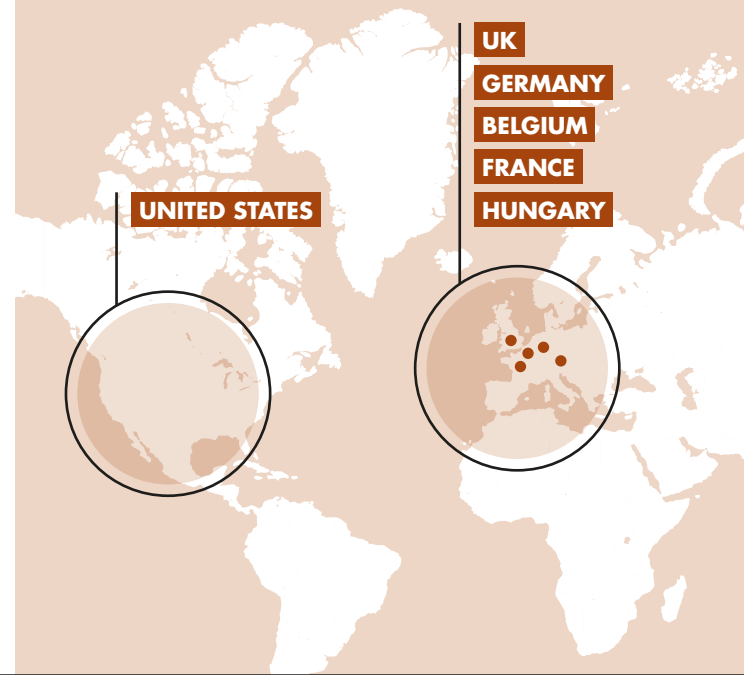 UK
GERMANY
BELGIUM
FRANCE
HUNGARY
UNITED STATES